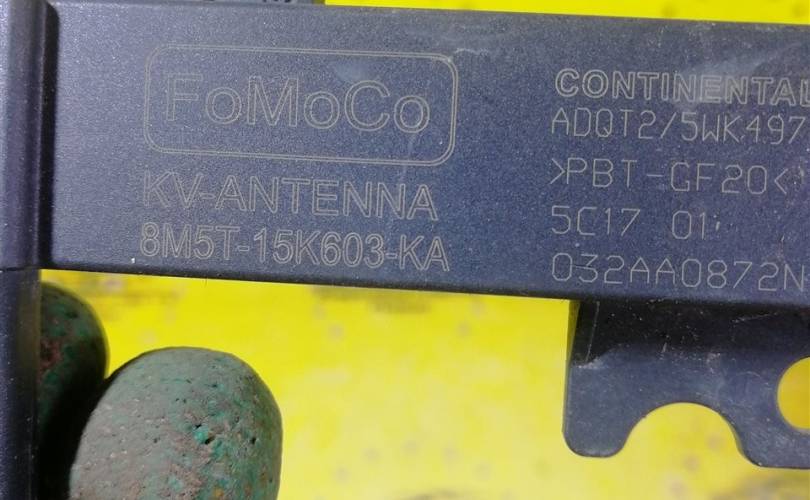 FoMoCo
KV-ANTENNA
8M5T-15K603-KA
CONTINENTAL
ADQT2/5WK497
>PBT-GF20<
5C17 01
032AA0872N